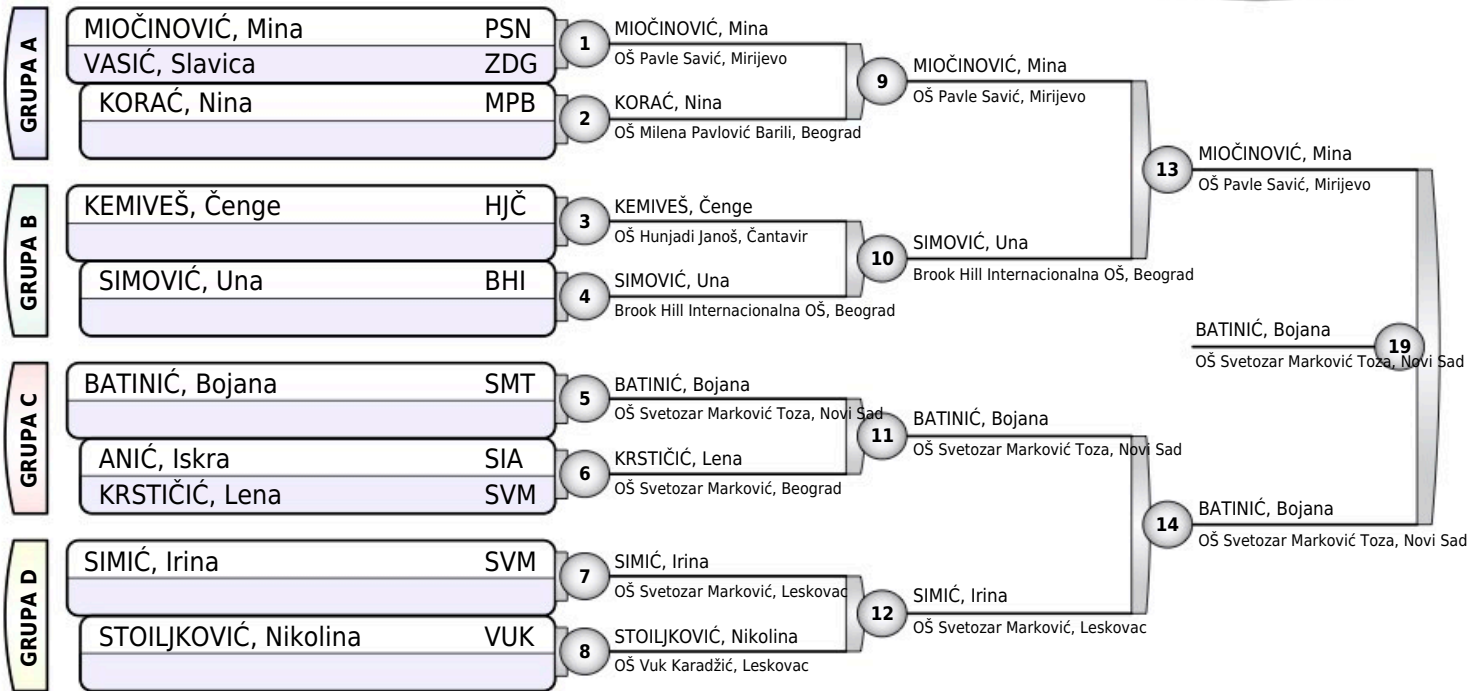 GRUPA A
MIOČINOVIĆ, Mina PSN
VASIĆ, Slavica ZDG
KORAĆ, Nina MPB
1
MIOČINOVIĆ, Mina
OŠ Pavle Savić, Mirijevo
2
KORAĆ, Nina
OŠ Milena Pavlović Barili, Beograd
9
MIOČINOVIĆ, Mina
OŠ Pavle Savić, Mirijevo
GRUPA B
KEMIVEŠ, Čenge HJČ
SIMOVIĆ, Una BHI
3
KEMIVEŠ, Čenge
OŠ Hunjadi Janoš, Čantavir
4
SIMOVIĆ, Una
Brook Hill Internacionalna OŠ, Beograd
10
SIMOVIĆ, Una
Brook Hill Internacionalna OŠ, Beograd
13
MIOČINOVIĆ, Mina
OŠ Pavle Savić, Mirijevo
GRUPA C
BATINIĆ, Bojana SMT
ANIĆ, Iskra SIA
KRSTIČIĆ, Lena SVM
5
BATINIĆ, Bojana
OŠ Svetozar Marković Toza, Novi Sad
6
KRSTIČIĆ, Lena
OŠ Svetozar Marković, Beograd
11
BATINIĆ, Bojana
OŠ Svetozar Marković Toza, Novi Sad
GRUPA D
SIMIĆ, Irina SVM
STOILJKOVIĆ, Nikolina VUK
7
SIMIĆ, Irina
OŠ Svetozar Marković, Leskovac
8
STOILJKOVIĆ, Nikolina
OŠ Vuk Karadžić, Leskovac
12
SIMIĆ, Irina
OŠ Svetozar Marković, Leskovac
14
BATINIĆ, Bojana
OŠ Svetozar Marković Toza, Novi Sad
19
BATINIĆ, Bojana
OŠ Svetozar Marković Toza, Novi Sad